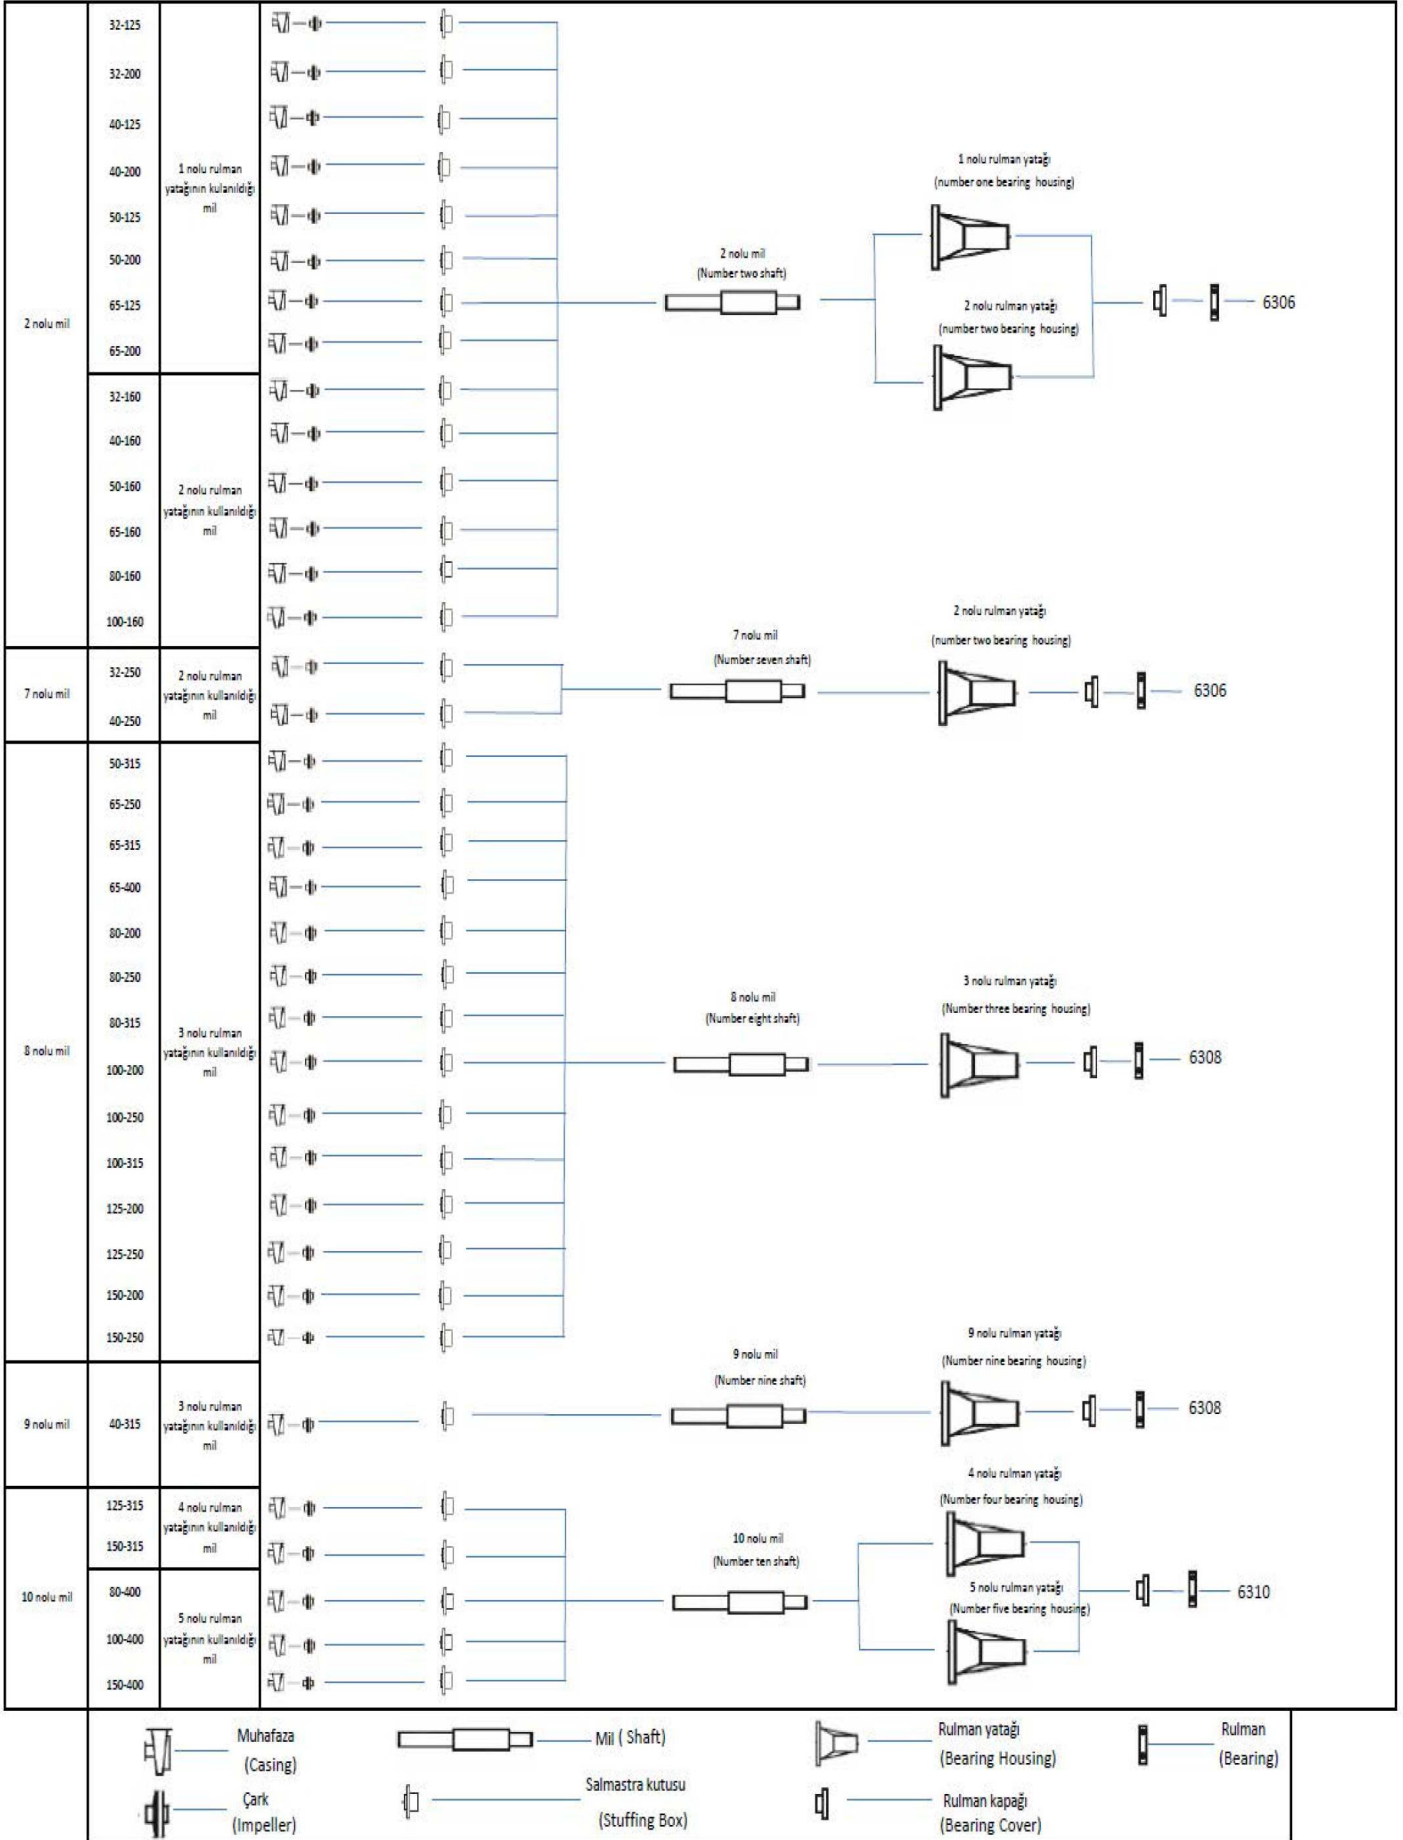 2 nolu mil
32-125
32-200
40-125
40-200
50-125
50-200
65-125
65-200
1 nolu rulman
yatağının kulanıldığı
mil
32-160
40-160
50-160
65-160
80-160
100-160
2 nolu rulman
yatağının kullanıldığı
mil
2 nolu mil
(Number two shaft)
1 nolu rulman yatağı
(number one bearing housing)
2 nolu rulman yatağı
(number two bearing housing)
6306
7 nolu mil
32-250
40-250
2 nolu rulman
yatağının kullanıldığı
mil
7 nolu mil
(Number seven shaft)
2 nolu rulman yatağı
(number two bearing housing)
6306
8 nolu mil
50-315
65-250
65-315
65-400
80-200
80-250
80-315
100-200
100-250
100-315
125-200
125-250
150-200
150-250
3 nolu rulman
yatağının kullanıldığı
mil
8 nolu mil
(Number eight shaft)
3 nolu rulman yatağı
(Number three bearing housing)
6308
9 nolu mil
40-315
3 nolu rulman
yatağının kullanıldığı
mil
9 nolu mil
(Number nine shaft)
9 nolu rulman yatağı
(Number nine bearing housing)
6308
10 nolu mil
125-315
150-315
4 nolu rulman
yatağının kullanıldığı
mil
80-400
100-400
150-400
5 nolu rulman
yatağının kullanıldığı
mil
10 nolu mil
(Number ten shaft)
4 nolu rulman yatağı
(Number four bearing housing)
5 nolu rulman yatağı
(Number five bearing housing)
6310
Muhafaza
(Casing)
Mil ( Shaft)
Rulman yatağı
(Bearing Housing)
Rulman
(Bearing)
Çark
(Impeller)
Salmastra kutusu
(Stuffing Box)
Rulman kapağı
(Bearing Cover)